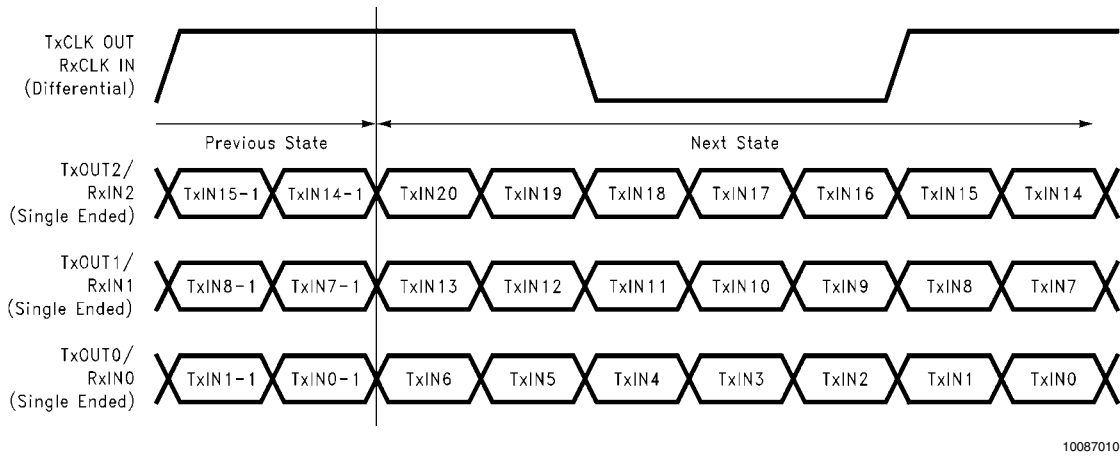 TxCLK OUT
RxCLK IN
(Differential)
Previous State
Next State
TxOUT2/
RxIN2
(Single Ended)
TxIN15-1 TxIN14-1 TxIN20 TxIN19 TxIN18 TxIN17 TxIN16 TxIN15 TxIN14
TxOUT1/
RxIN1
(Single Ended)
TxIN8-1 TxIN7-1 TxIN13 TxIN12 TxIN11 TxIN10 TxIN9 TxIN8 TxIN7
TxOUT0/
RxIN0
(Single Ended)
TxIN1-1 TxIN0-1 TxIN6 TxIN5 TxIN4 TxIN3 TxIN2 TxIN1 TxIN0
10087010